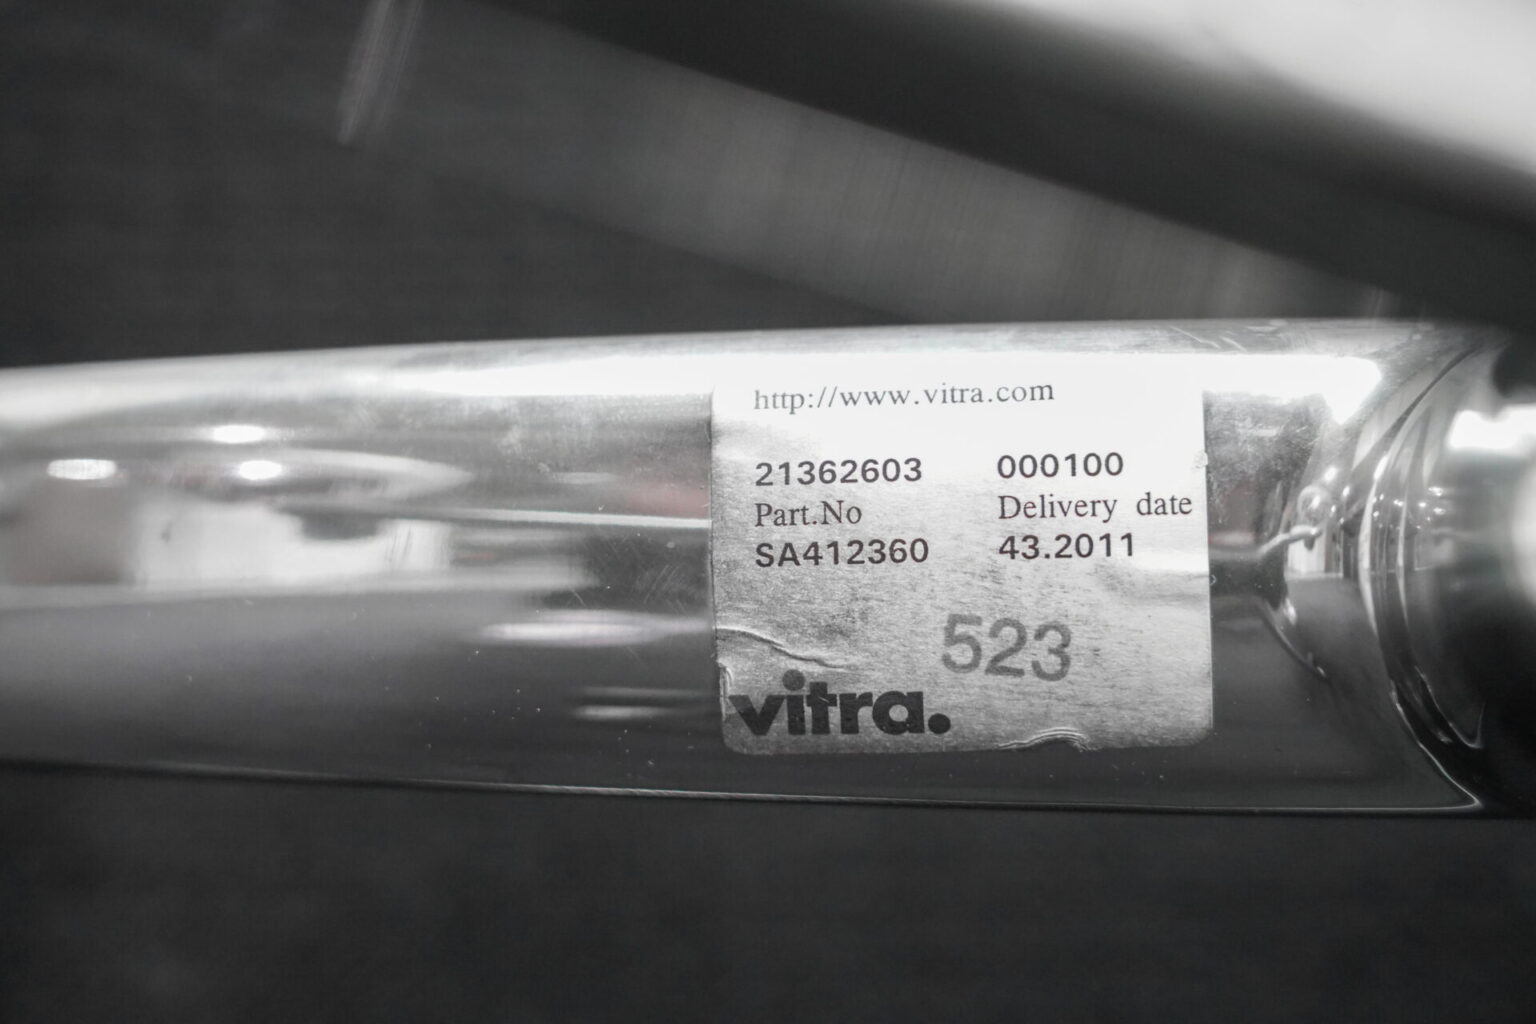 http://www.vitra.com
21362603 000100
Part.No Delivery date
SA412360 43.2011
523
vitra.